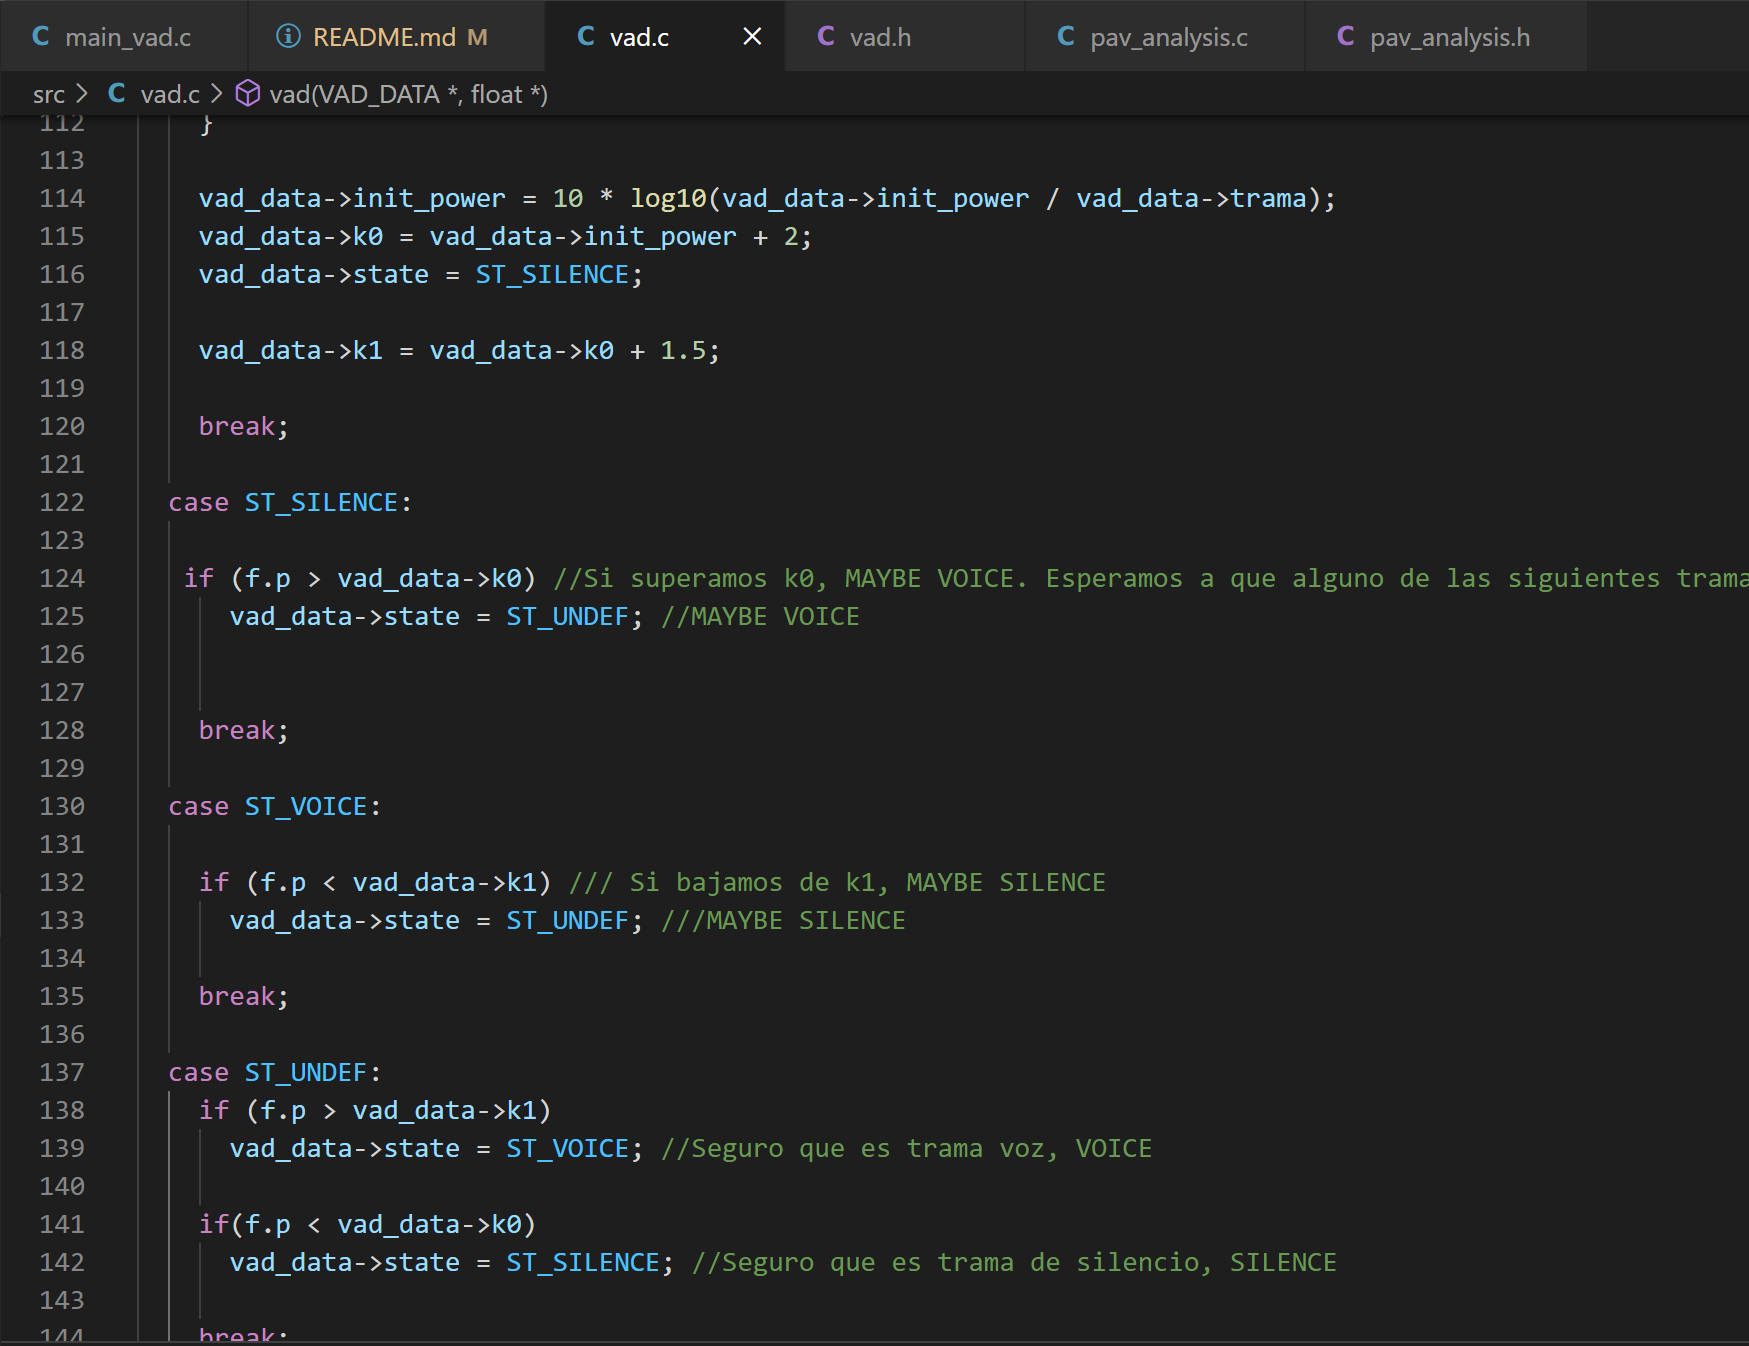 C main_vad.c README.md M C vad.c C vad.h C pav_analysis.c C pav_analysis.h
src > C vad.c > vad(VAD_DATA *, float *)
112 }
113
114 vad_data->init_power = 10 * log10(vad_data->init_power / vad_data->trama);
115 vad_data->k0 = vad_data->init_power + 2;
116 vad_data->state = ST_SILENCE;
117
118 vad_data->k1 = vad_data->k0 + 1.5;
119
120 break;
121
122 case ST_SILENCE:
123
124 if (f.p > vad_data->k0) //Si superamos k0, MAYBE VOICE. Esperamos a que alguno de las siguientes trama
125 vad_data->state = ST_UNDEF; //MAYBE VOICE
126
127
128 break;
129
130 case ST_VOICE:
131
132 if (f.p < vad_data->k1) /// Si bajamos de k1, MAYBE SILENCE
133 vad_data->state = ST_UNDEF; ///MAYBE SILENCE
134
135 break;
136
137 case ST_UNDEF:
138 if (f.p > vad_data->k1)
139 vad_data->state = ST_VOICE; //Seguro que es trama voz, VOICE
140
141 if(f.p < vad_data->k0)
142 vad_data->state = ST_SILENCE; //Seguro que es trama de silencio, SILENCE
143
144 break;